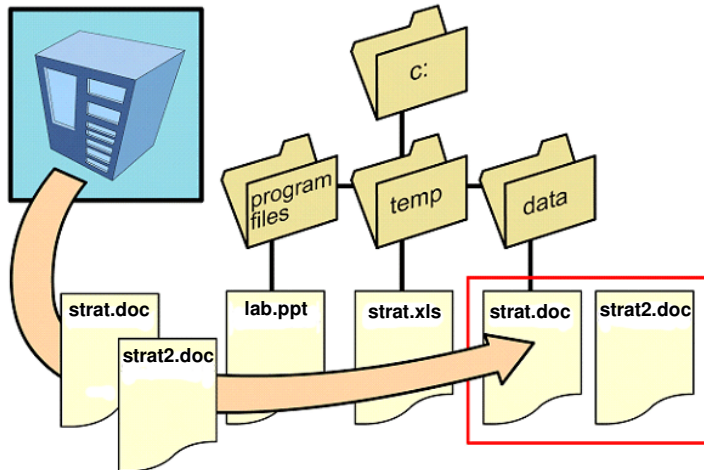 c:
program
files
temp
data
strat.doc
strat2.doc
lab.ppt
strat.xls
strat.doc
strat2.doc